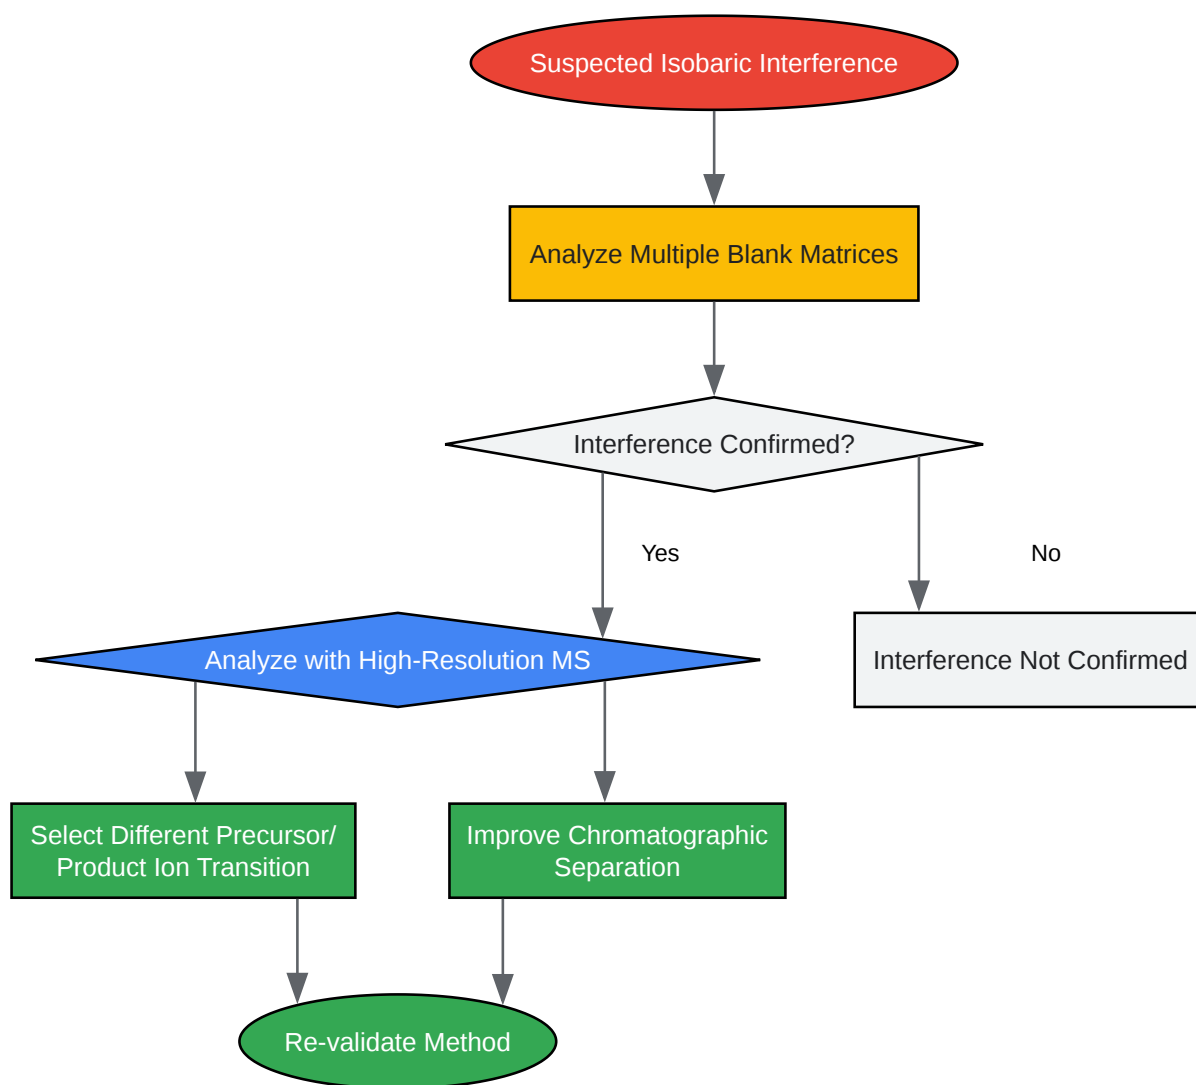 Suspected Isobaric Interference
Analyze Multiple Blank Matrices
Interference Confirmed?
Yes
No
Analyze with High-Resolution MS
Interference Not Confirmed
Select Different Precursor/
Product Ion Transition
Improve Chromatographic
Separation
Re-validate Method